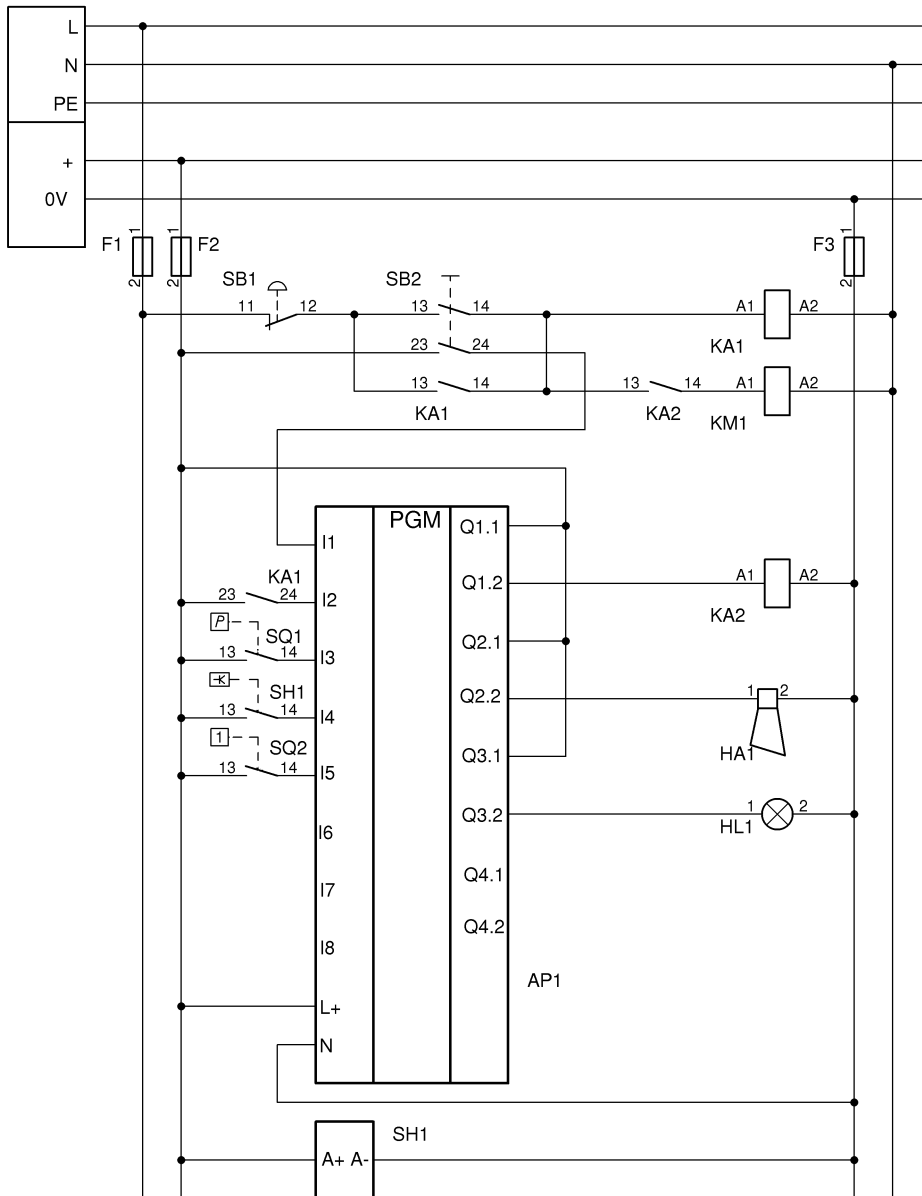 L
N
PE
+
0V
F1 1 2
F2 1 2
F3 1 2
SB1
SB2
11 12
13 14
A1 A2
KA1
23 24
13 14
KA1
13 14
KA2
A1 A2
KM1
PGM
I1
Q1.1
KA1
23 24
I2
Q1.2
A1 A2
KA2
P
SQ1
13 14
I3
Q2.1
K
SH1
13 14
I4
Q2.2
1 2
HA1
1
SQ2
13 14
I5
Q3.1
I6
Q3.2
1 2
HL1
I7
Q4.1
I8
Q4.2
AP1
L+
N
SH1
A+ A-